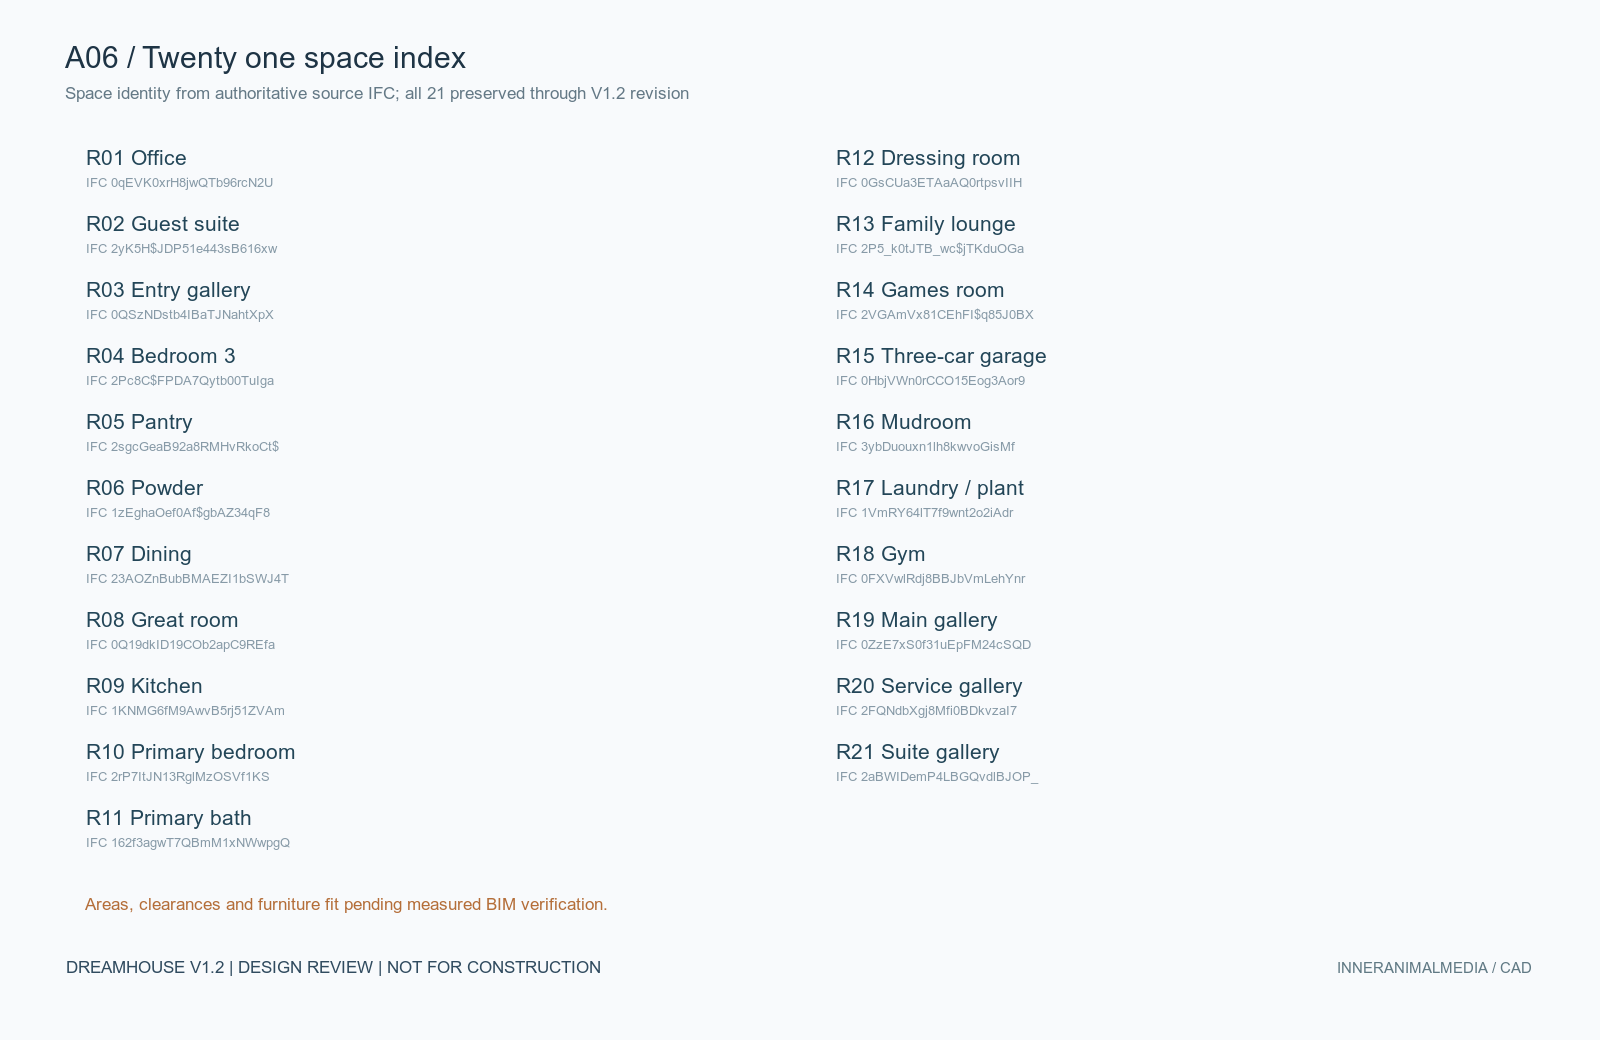 A06 / Twenty one space index
Space identity from authoritative source IFC; all 21 preserved through V1.2 revision
R01 Office
IFC 0qEVK0xrH8jwQTb96rcN2U
R02 Guest suite
IFC 2yK5H$JDP51e443sB616xw
R03 Entry gallery
IFC 0QSzNDstb4IBaTJNahtXpX
R04 Bedroom 3
IFC 2Pc8C$FPDA7Qytb00TuIga
R05 Pantry
IFC 2sgcGeaB92a8RMHvRkoCt$
R06 Powder
IFC 1zEghaOef0Af$gbAZ34qF8
R07 Dining
IFC 23AOZnBubBMAEZI1bSWJ4T
R08 Great room
IFC 0Q19dkID19COb2apC9REfa
R09 Kitchen
IFC 1KNMG6fM9AwvB5rj51ZVAm
R10 Primary bedroom
IFC 2rP7ItJN13RglMzOSVf1KS
R11 Primary bath
IFC 162f3agwT7QBmM1xNWwpgQ
R12 Dressing room
IFC 0GsCUa3ETAaAQ0rtpsvIIH
R13 Family lounge
IFC 2P5_k0tJTB_wc$jTKduOGa
R14 Games room
IFC 2VGAmVx81CEhFI$q85J0BX
R15 Three-car garage
IFC 0HbjVWn0rCCO15Eog3Aor9
R16 Mudroom
IFC 3ybDuouxn1lh8kwvoGisMf
R17 Laundry / plant
IFC 1VmRY64lT7f9wnt2o2iAdr
R18 Gym
IFC 0FXVwlRdj8BBJbVmLehYnr
R19 Main gallery
IFC 0ZzE7xS0f31uEpFM24cSQD
R20 Service gallery
IFC 2FQNdbXgj8Mfi0BDkvzaI7
R21 Suite gallery
IFC 2aBWIDemP4LBGQvdlBJOP_
Areas, clearances and furniture fit pending measured BIM verification.
DREAMHOUSE V1.2 | DESIGN REVIEW | NOT FOR CONSTRUCTION
INNERANIMALMEDIA / CAD